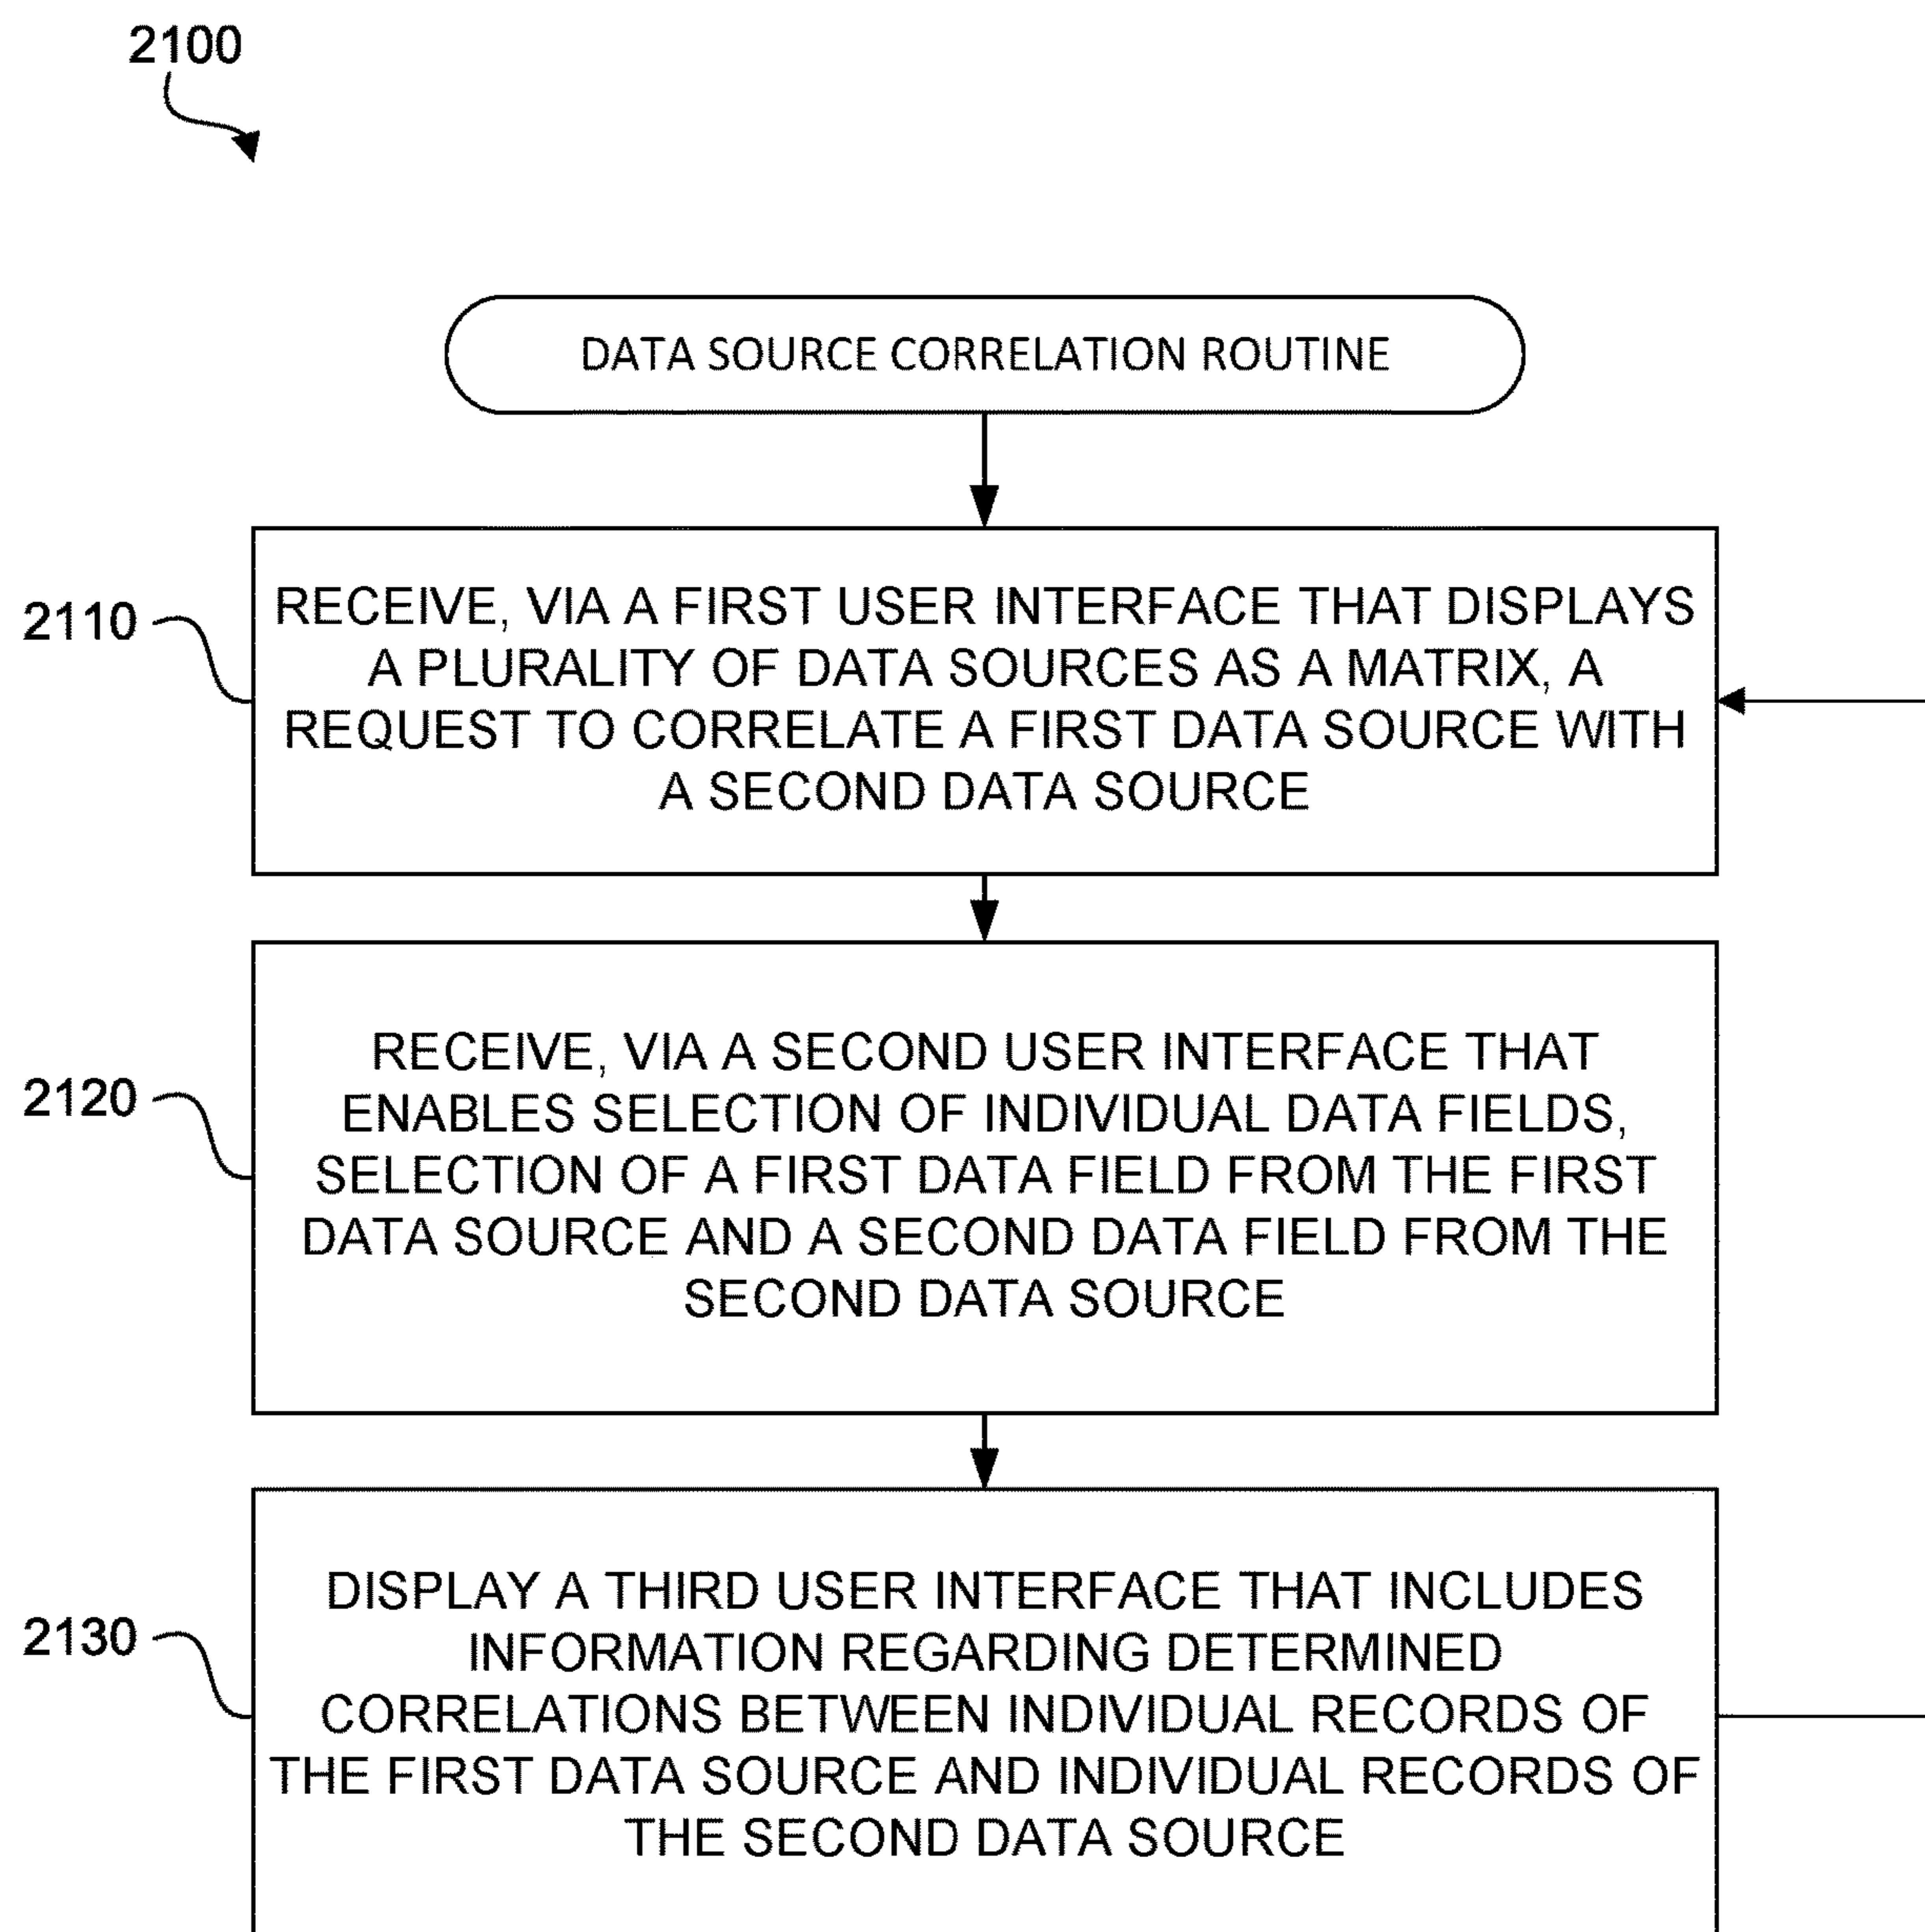 2100
DATA SOURCE CORRELATION ROUTINE
2110
RECEIVE, VIA A FIRST USER INTERFACE THAT DISPLAYS
A PLURALITY OF DATA SOURCES AS A MATRIX, A
REQUEST TO CORRELATE A FIRST DATA SOURCE WITH
A SECOND DATA SOURCE
2120
RECEIVE, VIA A SECOND USER INTERFACE THAT
ENABLES SELECTION OF INDIVIDUAL DATA FIELDS,
SELECTION OF A FIRST DATA FIELD FROM THE FIRST
DATA SOURCE AND A SECOND DATA FIELD FROM THE
SECOND DATA SOURCE
2130
DISPLAY A THIRD USER INTERFACE THAT INCLUDES
INFORMATION REGARDING DETERMINED
CORRELATIONS BETWEEN INDIVIDUAL RECORDS OF
THE FIRST DATA SOURCE AND INDIVIDUAL RECORDS OF
THE SECOND DATA SOURCE